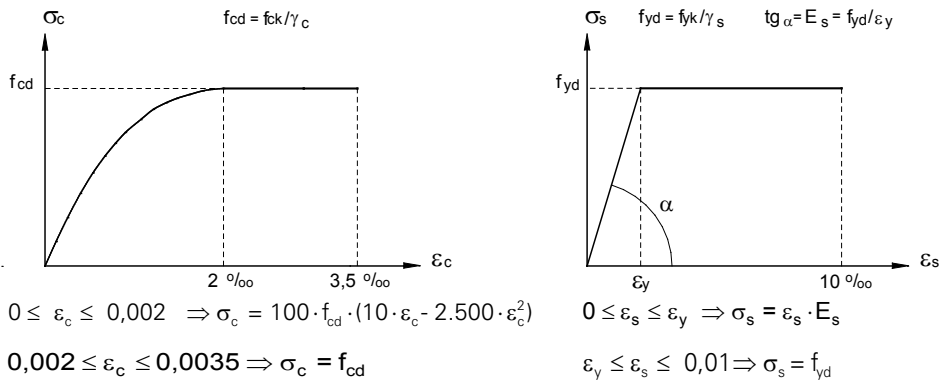 σc
fcd = fck/γc
fcd
εc
2 º/oo
3,5 º/oo
0 ≤ εc ≤ 0,002 ⇒ σc = 100·fcd·(10·εc- 2.500·εc²)
0,002 ≤ εc ≤ 0,0035 ⇒ σc = fcd
σs
fyd = fyk/γs
tg α = Es = fyd/εy
fyd
α
εs
εy
10 º/oo
0 ≤ εs ≤ εy ⇒ σs = εs·Es
εy ≤ εs ≤ 0,01 ⇒ σs = fyd